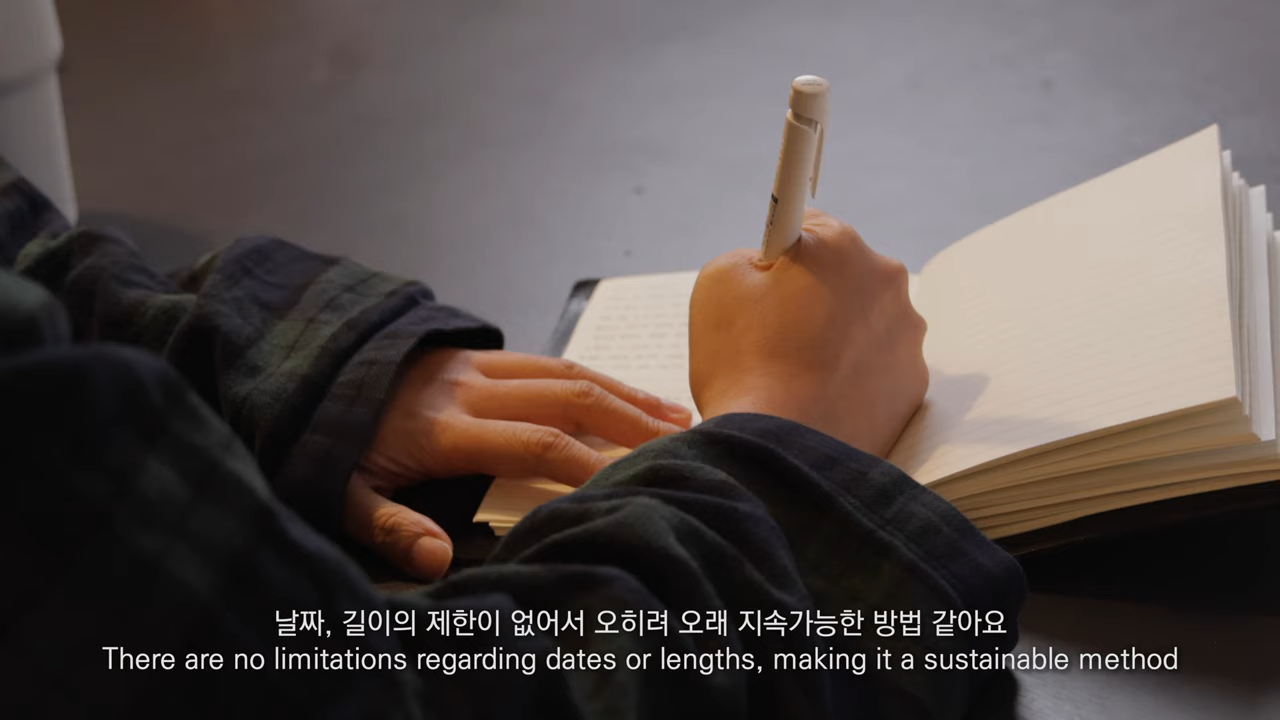 날짜, 길이의 제한이 없어서 오히려 오래 지속가능한 방법 같아요
There are no limitations regarding dates or lengths, making it a sustainable method